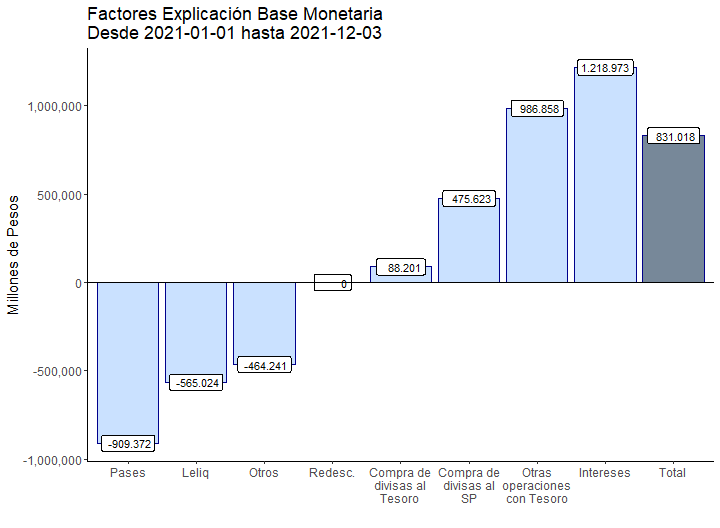 Factores Explicación Base Monetaria
Desde 2021-01-01 hasta 2021-12-03
Millones de Pesos
1,000,000
500,000
0
-500,000
-1,000,000
-909.372
-565.024
-464.241
0
88.201
475.623
986.858
1.218.973
831.018
Pases
Leliq
Otros
Redesc.
Compra de
divisas al
Tesoro
Compra de
divisas al
SP
Otras
operaciones
con Tesoro
Intereses
Total